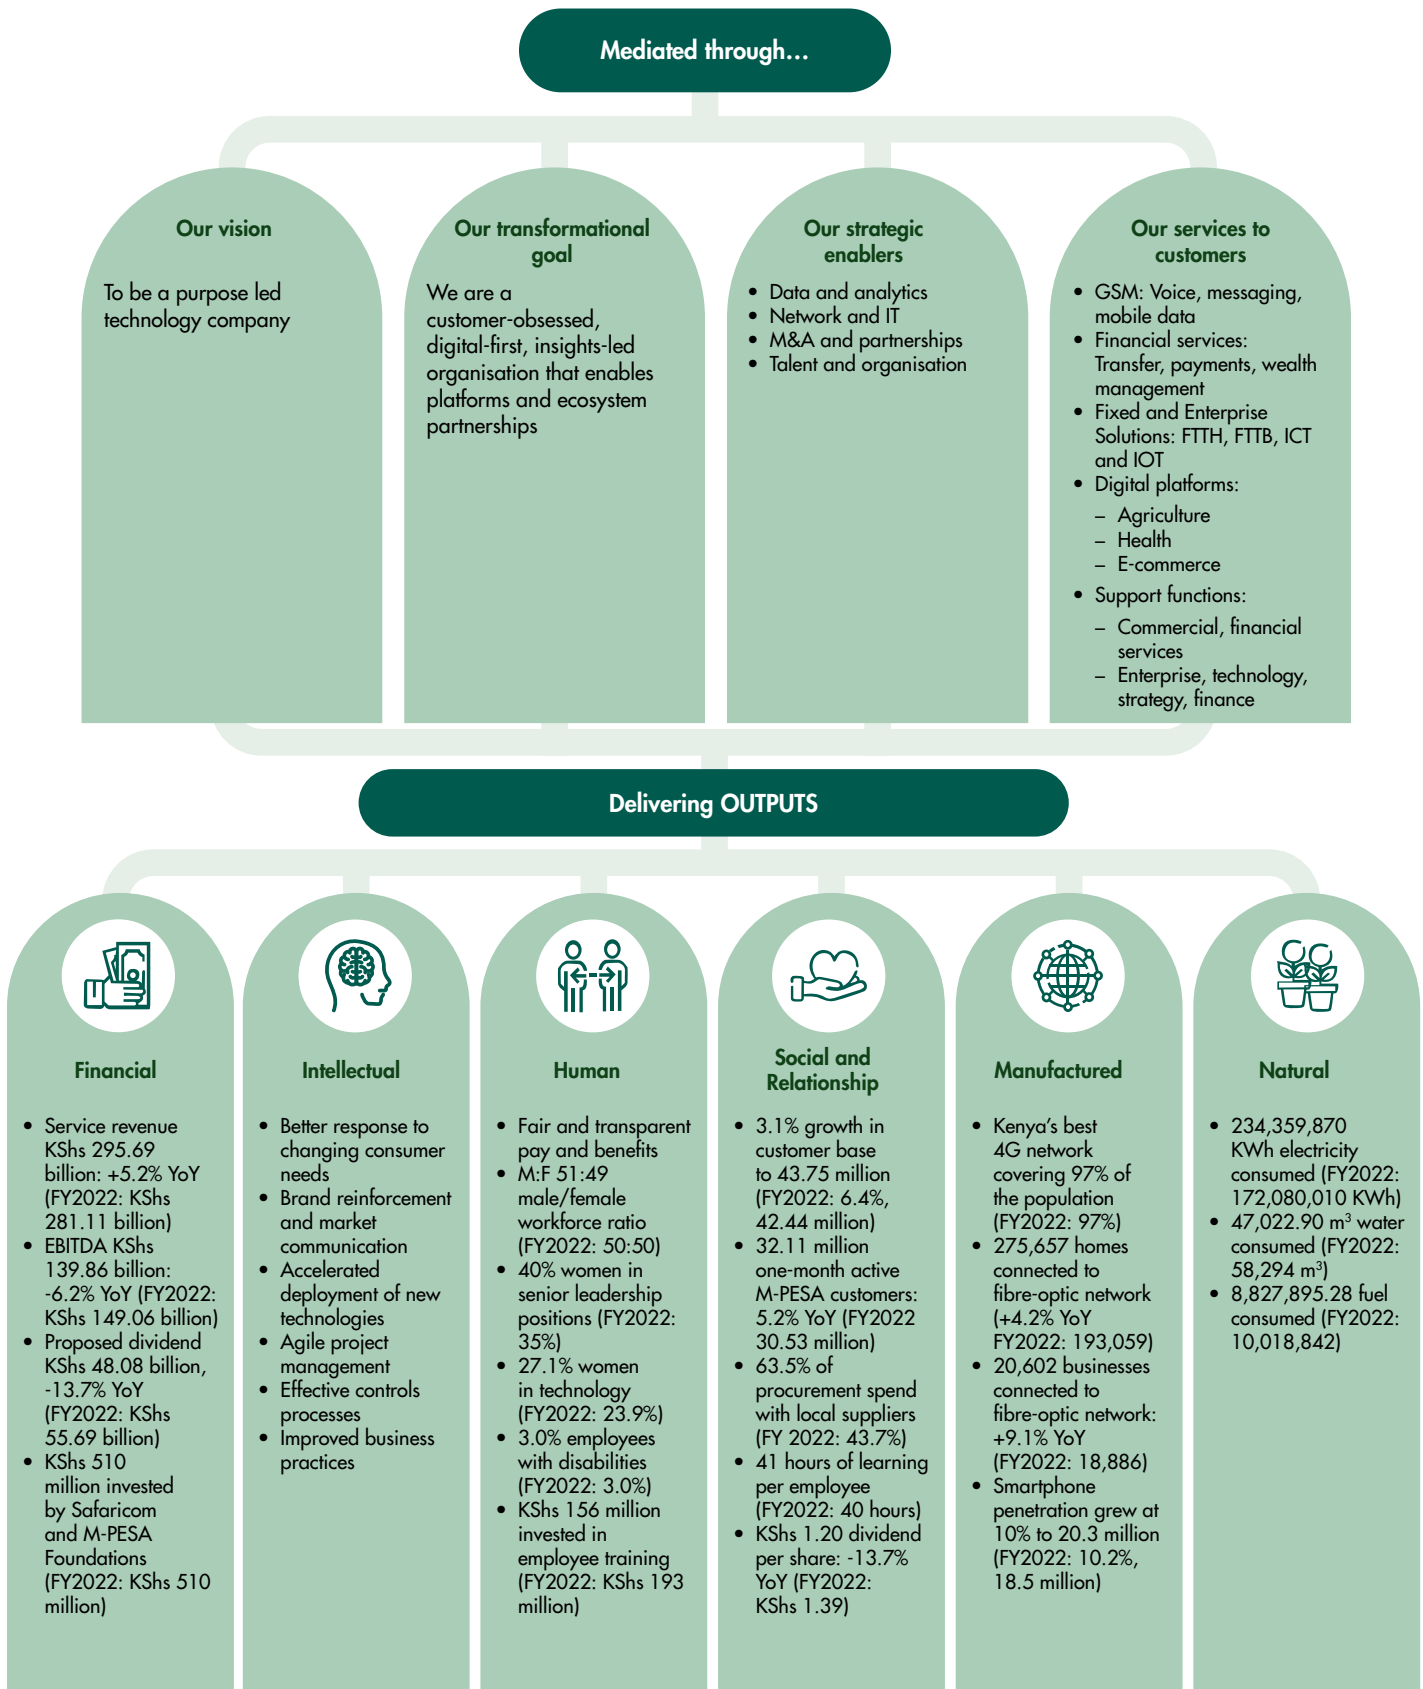 Mediated through...
Our vision
To be a purpose led
technology company
Our transformational
goal
We are a
customer-obsessed,
digital-first, insights-led
organisation that enables
platforms and ecosystem
partnerships
Our strategic
enablers
• Data and analytics
• Network and IT
• M&A and partnerships
• Talent and organisation
Our services to
customers
• GSM: Voice, messaging,
mobile data
• Financial services:
Transfer, payments, wealth
management
• Fixed and Enterprise
Solutions: FTTH, FTTB, ICT
and IOT
• Digital platforms:
– Agriculture
– Health
– E-commerce
• Support functions:
– Commercial, financial
services
– Enterprise, technology,
strategy, finance
Delivering OUTPUTS
Financial
• Service revenue
KShs 295.69
billion: +5.2% YoY
(FY2022: KShs
281.11 billion)
• EBITDA KShs
139.86 billion:
-6.2% YoY (FY2022:
KShs 149.06 billion)
• Proposed dividend
KShs 48.08 billion,
-13.7% YoY
(FY2022: KShs
55.69 billion)
• KShs 510
million invested
by Safaricom
and M-PESA
Foundations
(FY2022: KShs 510
million)
Intellectual
• Better response to
changing consumer
needs
• Brand reinforcement
and market
communication
• Accelerated
deployment of new
technologies
• Agile project
management
• Effective controls
processes
• Improved business
practices
Human
• Fair and transparent
pay and benefits
• M:F 51:49
male/female
workforce ratio
(FY2022: 50:50)
• 40% women in
senior leadership
positions (FY2022:
35%)
• 27.1% women
in technology
(FY2022: 23.9%)
• 3.0% employees
with disabilities
(FY2022: 3.0%)
• KShs 156 million
invested in
employee training
(FY2022: KShs 193
million)
Social and
Relationship
• 3.1% growth in
customer base
to 43.75 million
(FY2022: 6.4%,
42.44 million)
• 32.11 million
one-month active
M-PESA customers:
5.2% YoY (FY2022
30.53 million)
• 63.5% of
procurement spend
with local suppliers
(FY 2022: 43.7%)
• 41 hours of learning
per employee
(FY2022: 40 hours)
• KShs 1.20 dividend
per share: -13.7%
YoY (FY2022:
KShs 1.39)
Manufactured
• Kenya’s best
4G network
covering 97% of
the population
(FY2022: 97%)
• 275,657 homes
connected to
fibre-optic network
(+4.2% YoY
FY2022: 193,059)
• 20,602 businesses
connected to
fibre-optic network:
+9.1% YoY
(FY2022: 18,886)
• Smartphone
penetration grew at
10% to 20.3 million
(FY2022: 10.2%,
18.5 million)
Natural
• 234,359,870
KWh electricity
consumed (FY2022:
172,080,010 KWh)
• 47,022.90 m³ water
consumed (FY2022:
58,294 m³)
• 8,827,895.28 fuel
consumed (FY2022:
10,018,842)